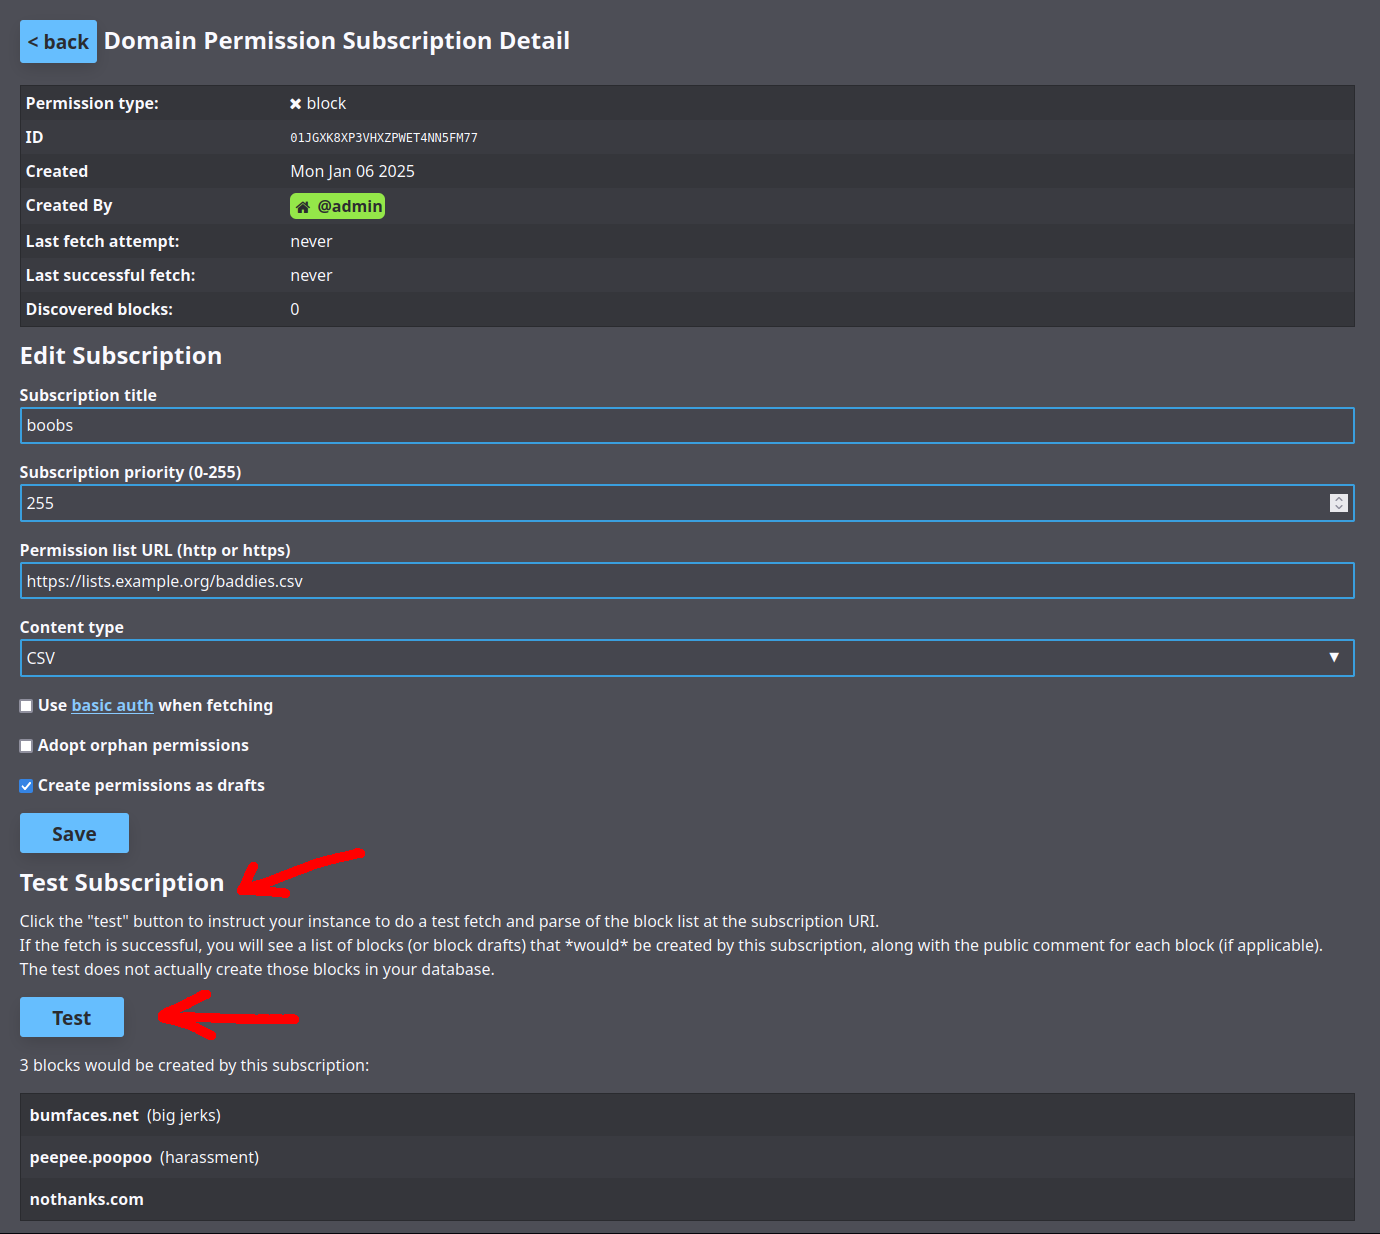 < back Domain Permission Subscription Detail
Permission type: ✖ block
ID 01JGXK8XP3VHXZPWET4NN5FM77
Created Mon Jan 06 2025
Created By @admin
Last fetch attempt: never
Last successful fetch: never
Discovered blocks: 0
Edit Subscription
Subscription title
boobs
Subscription priority (0-255)
255
Permission list URL (http or https)
https://lists.example.org/baddies.csv
Content type
CSV
Use basic auth when fetching
Adopt orphan permissions
Create permissions as drafts
Save
Test Subscription
Click the "test" button to instruct your instance to do a test fetch and parse of the block list at the subscription URI.
If the fetch is successful, you will see a list of blocks (or block drafts) that *would* be created by this subscription, along with the public comment for each block (if applicable).
The test does not actually create those blocks in your database.
Test
3 blocks would be created by this subscription:
bumfaces.net (big jerks)
peepee.poopoo (harassment)
nothanks.com